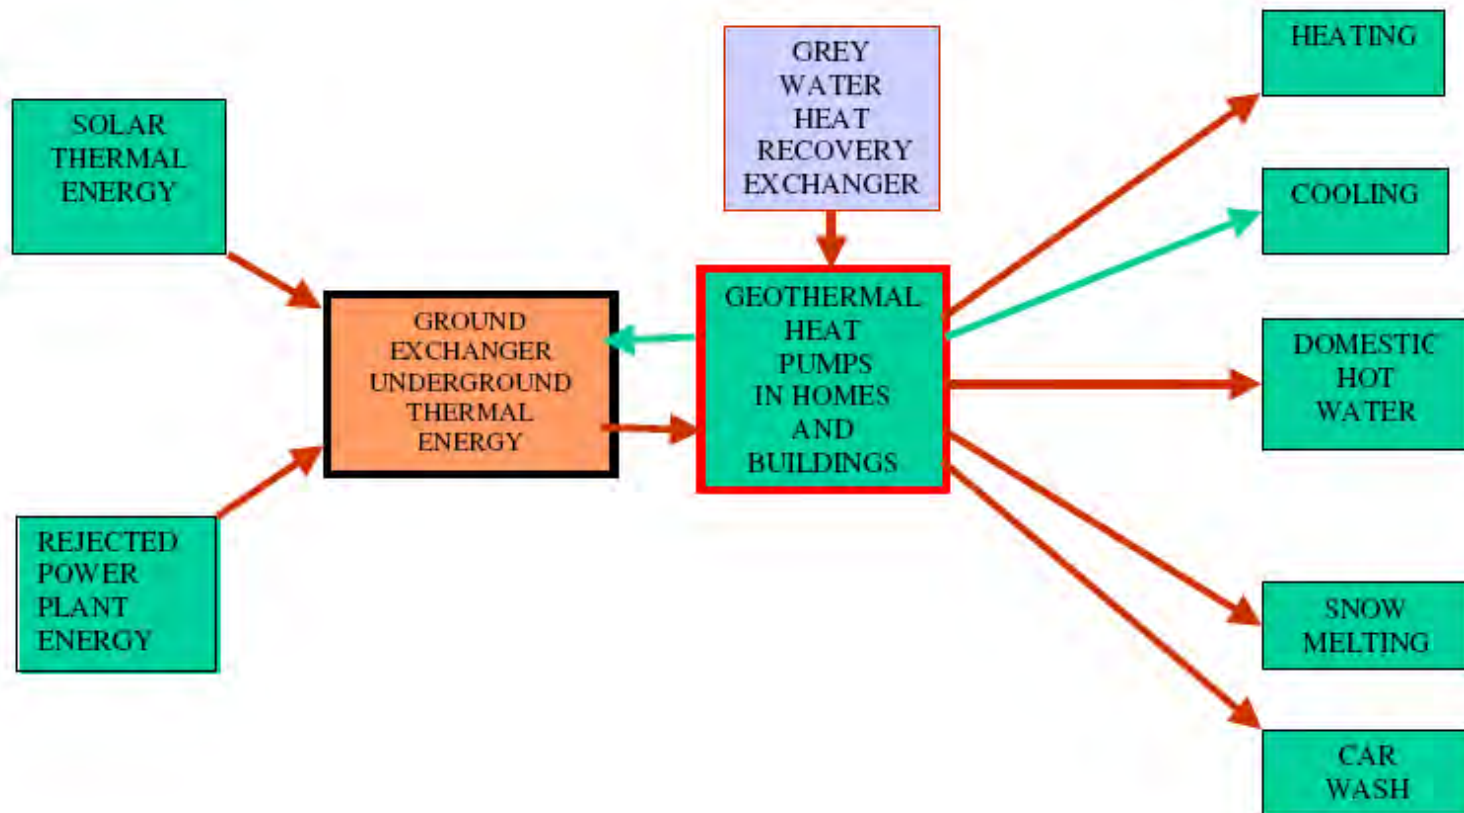 SOLAR
THERMAL
ENERGY
REJECTED
POWER
PLANT
ENERGY
GROUND
EXCHANGER
UNDERGROUND
THERMAL
ENERGY
GREY
WATER
HEAT
RECOVERY
EXCHANGER
GEOTHERMAL
HEAT
PUMPS
IN HOMES
AND
BUILDINGS
HEATING
COOLING
DOMESTIC
HOT
WATER
SNOW
MELTING
CAR
WASH